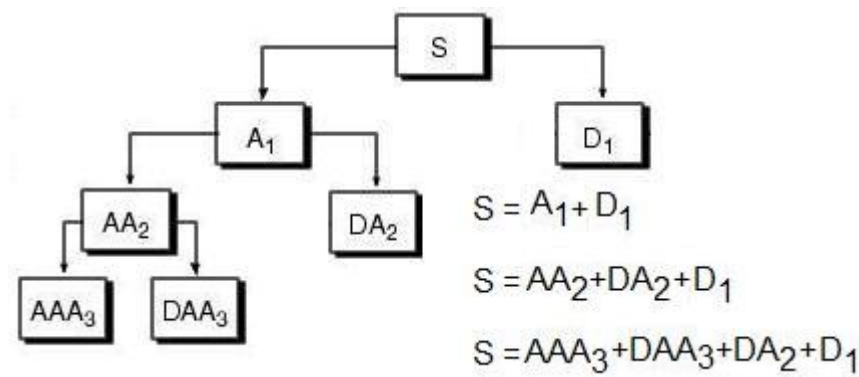 S
A₁
D₁
AA₂
DA₂
S = A₁+ D₁
S = AA₂+DA₂+D₁
AAA₃
DAA₃
S = AAA₃+DAA₃+DA₂+D₁